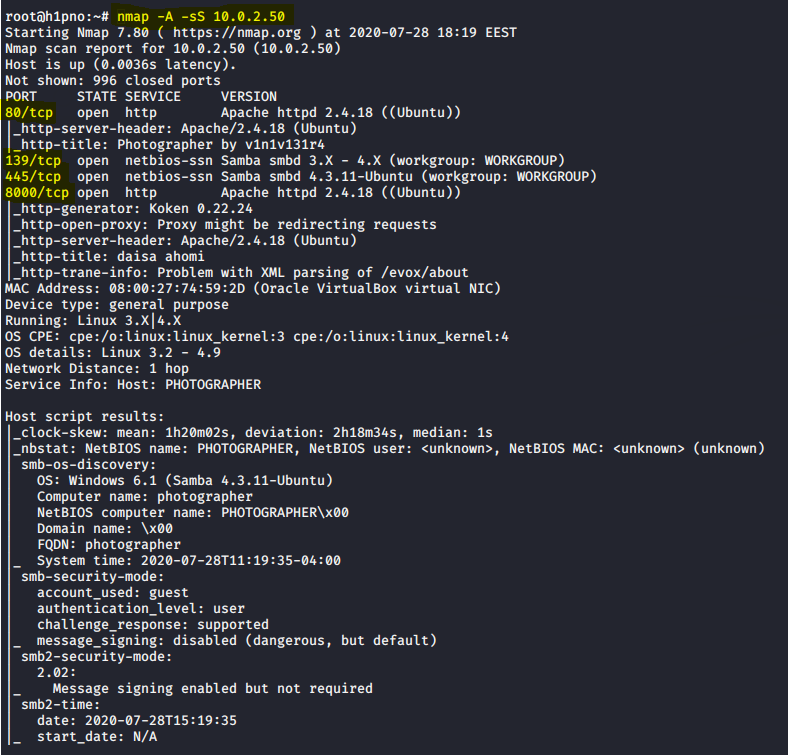 root@h1pno:~# nmap -A -sS 10.0.2.50
Starting Nmap 7.80 ( https://nmap.org ) at 2020-07-28 18:19 EEST
Nmap scan report for 10.0.2.50 (10.0.2.50)
Host is up (0.0036s latency).
Not shown: 996 closed ports
PORT     STATE SERVICE     VERSION
80/tcp   open  http        Apache httpd 2.4.18 ((Ubuntu))
|_http-server-header: Apache/2.4.18 (Ubuntu)
|_http-title: Photographer by v1n1v131r4
139/tcp  open  netbios-ssn Samba smbd 3.X - 4.X (workgroup: WORKGROUP)
445/tcp  open  netbios-ssn Samba smbd 4.3.11-Ubuntu (workgroup: WORKGROUP)
8000/tcp open  http        Apache httpd 2.4.18 ((Ubuntu))
|_http-generator: Koken 0.22.24
|_http-open-proxy: Proxy might be redirecting requests
|_http-server-header: Apache/2.4.18 (Ubuntu)
|_http-title: daisa ahomi
|_http-trane-info: Problem with XML parsing of /evox/about
MAC Address: 08:00:27:74:59:2D (Oracle VirtualBox virtual NIC)
Device type: general purpose
Running: Linux 3.X|4.X
OS CPE: cpe:/o:linux:linux_kernel:3 cpe:/o:linux:linux_kernel:4
OS details: Linux 3.2 - 4.9
Network Distance: 1 hop
Service Info: Host: PHOTOGRAPHER

Host script results:
|_clock-skew: mean: 1h20m02s, deviation: 2h18m34s, median: 1s
|_nbstat: NetBIOS name: PHOTOGRAPHER, NetBIOS user: <unknown>, NetBIOS MAC: <unknown> (unknown)
| smb-os-discovery:
|   OS: Windows 6.1 (Samba 4.3.11-Ubuntu)
|   Computer name: photographer
|   NetBIOS computer name: PHOTOGRAPHER\x00
|   Domain name: \x00
|   FQDN: photographer
|_  System time: 2020-07-28T11:19:35-04:00
| smb-security-mode:
|   account_used: guest
|   authentication_level: user
|   challenge_response: supported
|_  message_signing: disabled (dangerous, but default)
| smb2-security-mode:
|   2.02:
|_    Message signing enabled but not required
| smb2-time:
|   date: 2020-07-28T15:19:35
|_  start_date: N/A